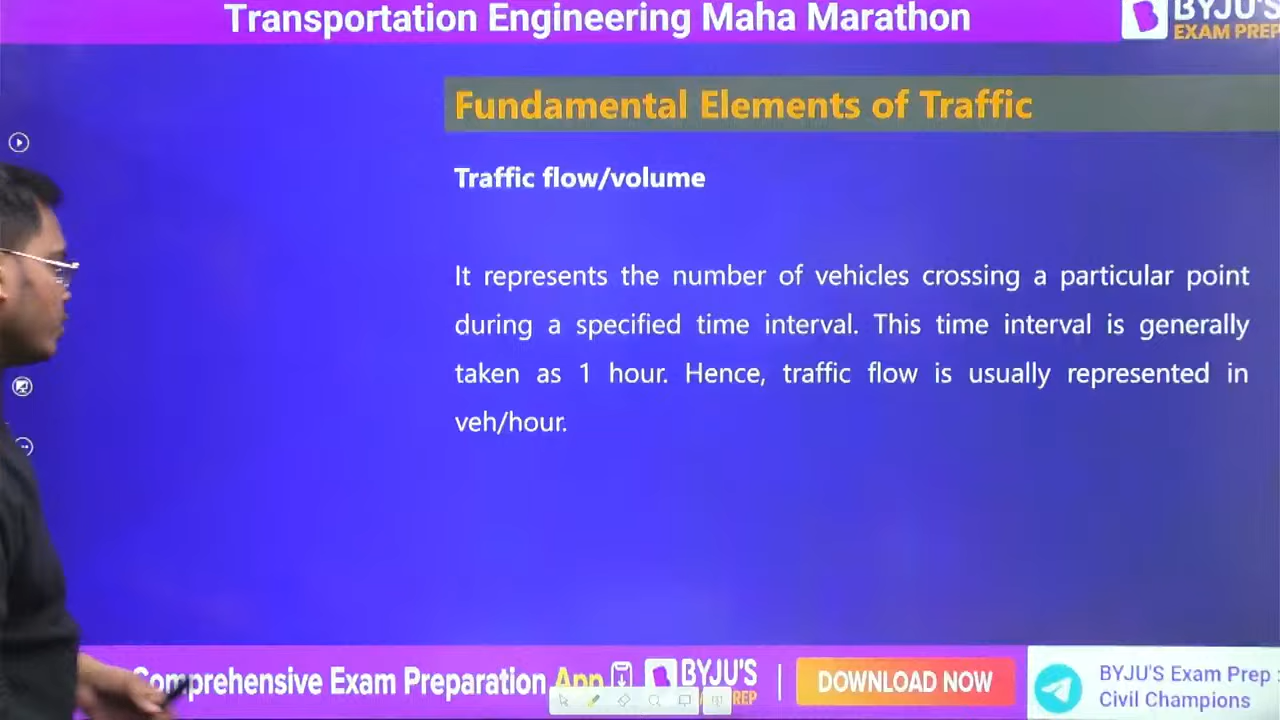 Transportation Engineering Maha Marathon
BYJU'S
EXAM PREP
Fundamental Elements of Traffic
Traffic flow/volume
It represents the number of vehicles crossing a particular point
during a specified time interval. This time interval is generally
taken as 1 hour. Hence, traffic flow is usually represented in
veh/hour.
omprehensive Exam Preparation App
BYJU'S
DOWNLOAD NOW
BYJU'S Exam Prep :
Civil Champions